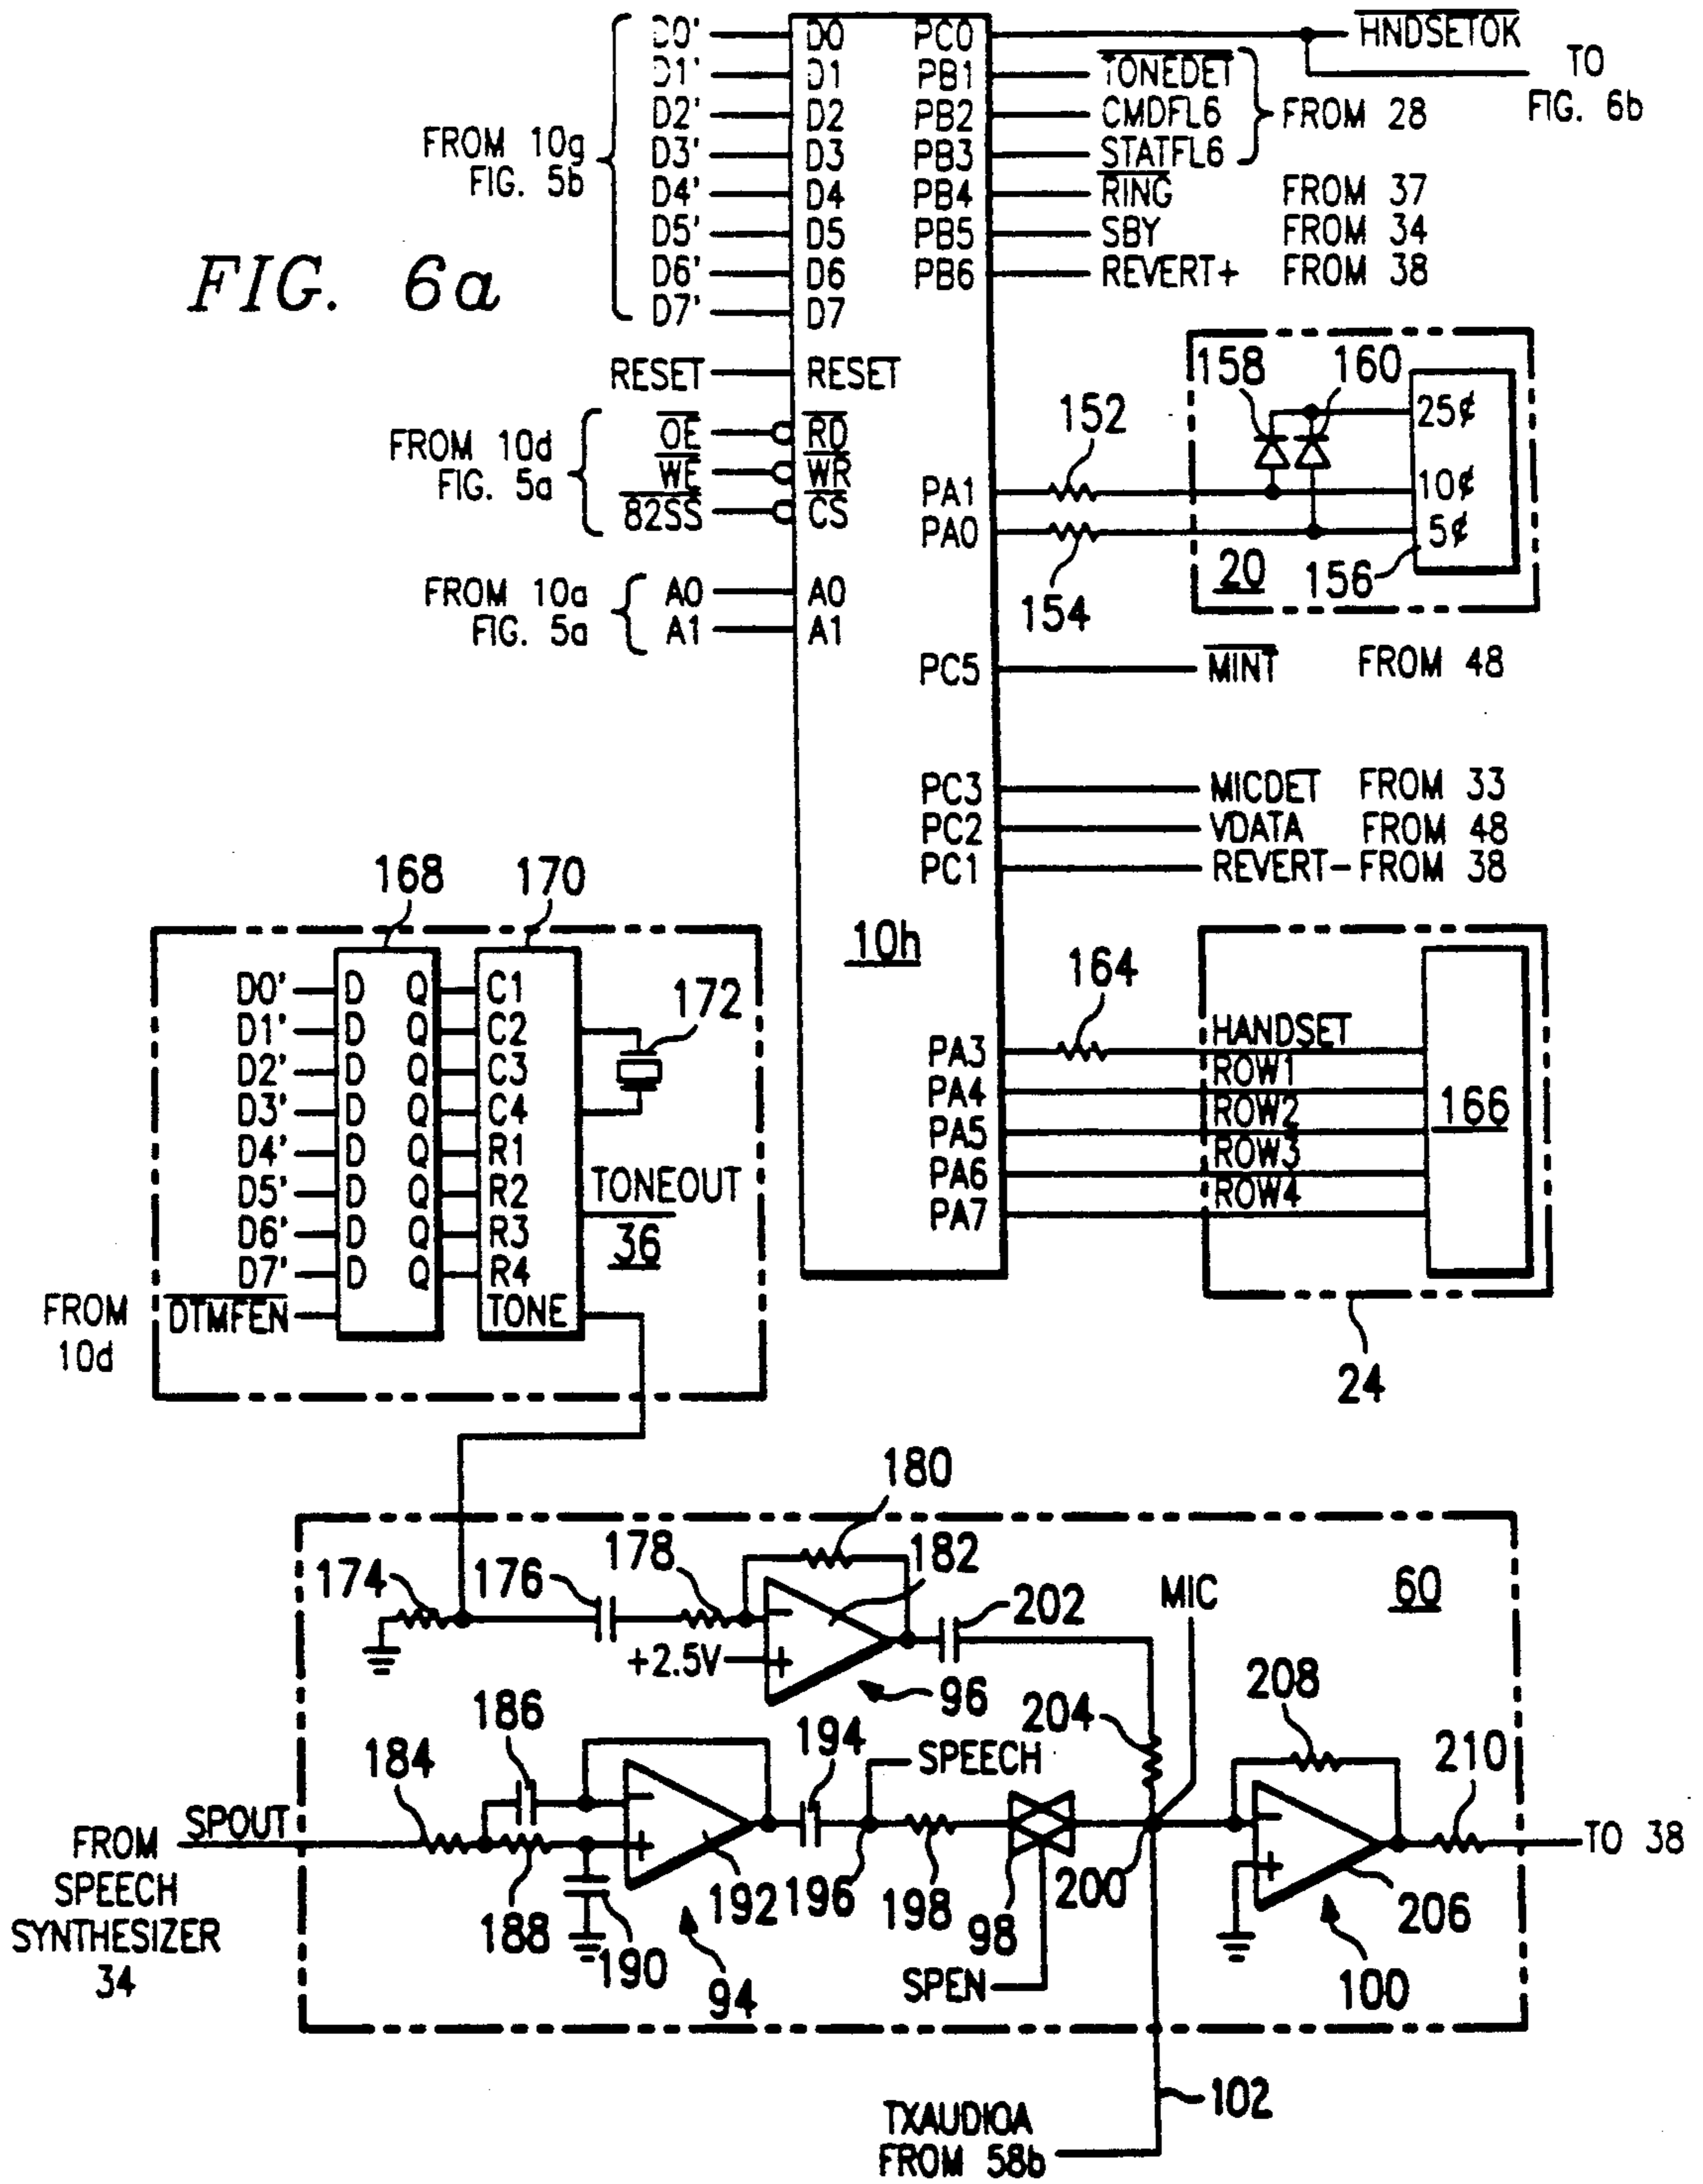 D0' D0 PC0 HNDSETOK
D1' D1 PB1 TONEDET TO
D2' D2 PB2 CMDFL6 FROM 28 FIG. 6b
FROM 10g D3' D3 PB3 STATFL6
FIG. 5b D4' D4 PB4 RING FROM 37
D5' D5 PB5 SBY FROM 34
FIG. 6a D6' D6 PB6 REVERT+ FROM 38
D7' D7
RESET RESET 158 160
152 25¢
FROM 10d OE RD
FIG. 5a WE WR PA1 10¢
82SS CS PA0 5¢
20 156
FROM 10a A0 A0 154
FIG. 5a A1 A1
PC5 MINT FROM 48
PC3 MICDET FROM 33
PC2 VDATA FROM 48
PC1 REVERT- FROM 38
168 170
10h 164
D0' D Q C1 172
D1' D Q C2 HANDSET
D2' D Q C3 PA3 ROW1
D3' D Q C4 PA4 ROW2 166
D4' D Q R1 PA5 ROW3
D5' D Q R2 TONEOUT PA6 ROW4
D6' D Q R3 36 PA7
D7' D Q R4
FROM DTMFEN TONE
10d
24
180
174 176 178 182 MIC 60
202
+2.5V
96 204 208
186 194 SPEECH 210
184
SPOUT
FROM TO 38
SPEECH
SYNTHESIZER
34
188 190 192 196 198 98 200 206
SPEN
94 100
102
TXAUDIOA
FROM 58b